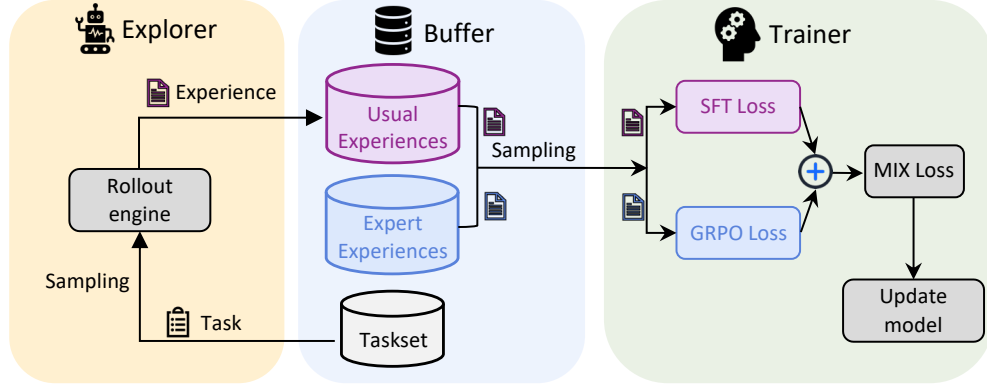 Explorer
Buffer
Trainer
Experience
Usual
Experiences
Sampling
SFT Loss
Rollout
engine
MIX Loss
Expert
Experiences
GRPO Loss
Sampling
Task
Taskset
Update
model